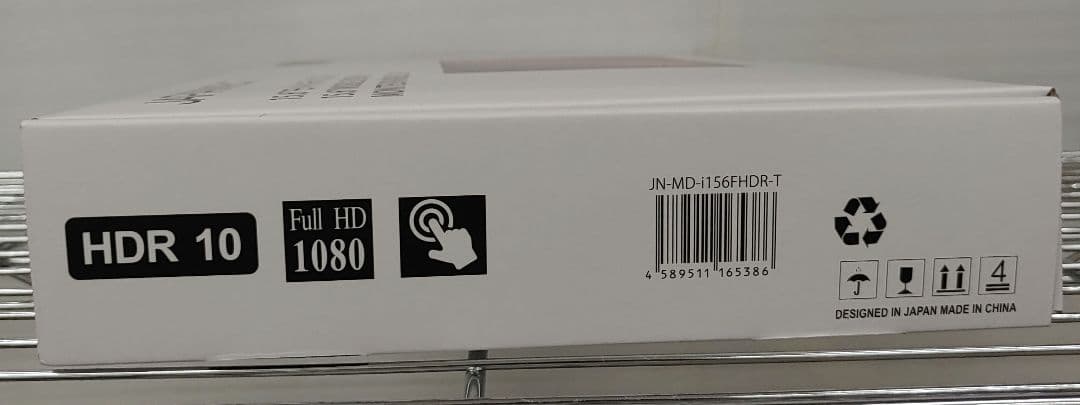 HDR 10
Full HD
1080
JN-MD-i156FHDR-T
4 589511 165386
4
DESIGNED IN JAPAN MADE IN CHINA